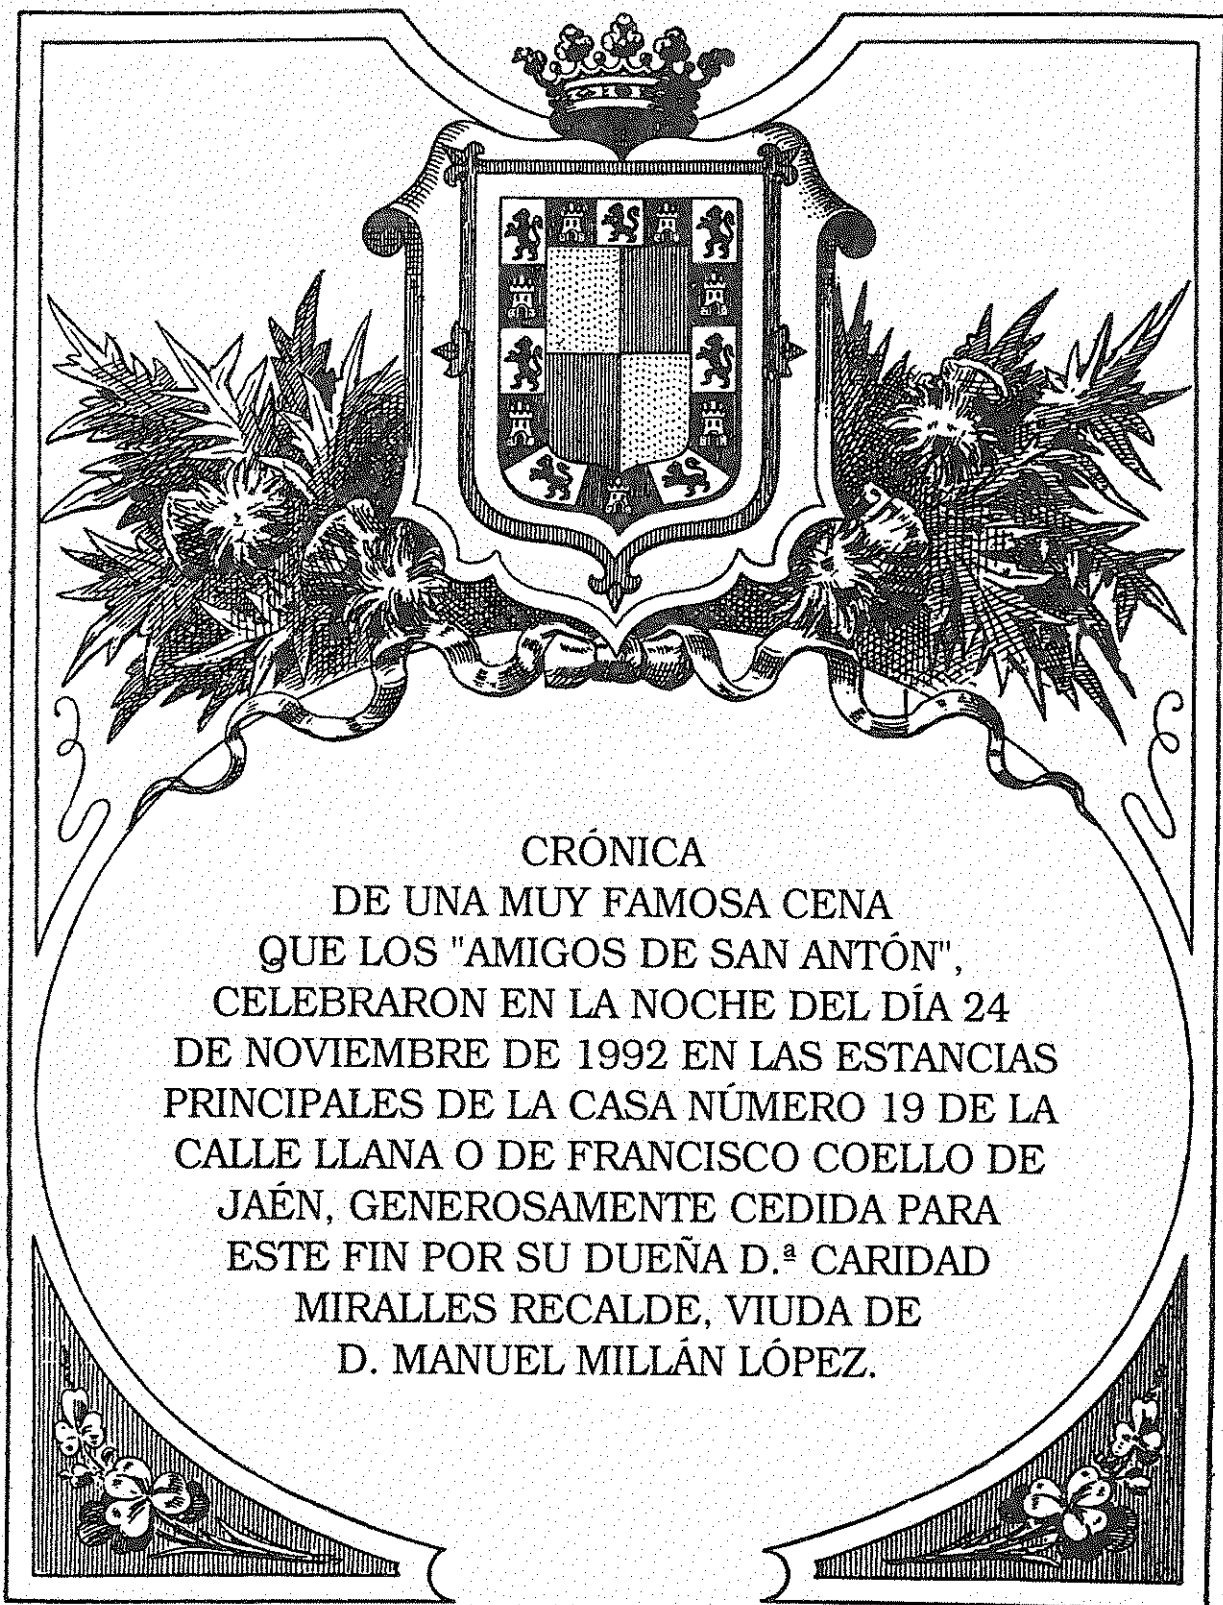 CRÓNICA
DE UNA MUY FAMOSA CENA
QUE LOS "AMIGOS DE SAN ANTÓN",
CELEBRARON EN LA NOCHE DEL DÍA 24
DE NOVIEMBRE DE 1992 EN LAS ESTANCIAS
PRINCIPALES DE LA CASA NÚMERO 19 DE LA
CALLE LLANA O DE FRANCISCO COELLO DE
JAÉN, GENEROSAMENTE CEDIDA PARA
ESTE FIN POR SU DUEÑA D.ª CARIDAD
MIRALLES RECALDE, VIUDA DE
D. MANUEL MILLÁN LÓPEZ.